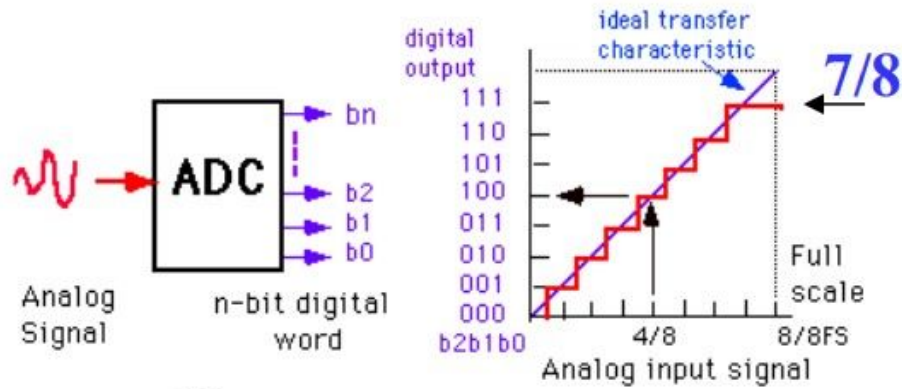 ADC
bn
b2
b1
b0
Analog
Signal
n-bit digital
word
digital
output
111
110
101
100
011
010
001
000
b2b1b0
ideal transfer
characteristic
7/8
Full
scale
4/8
8/8FS
Analog input signal